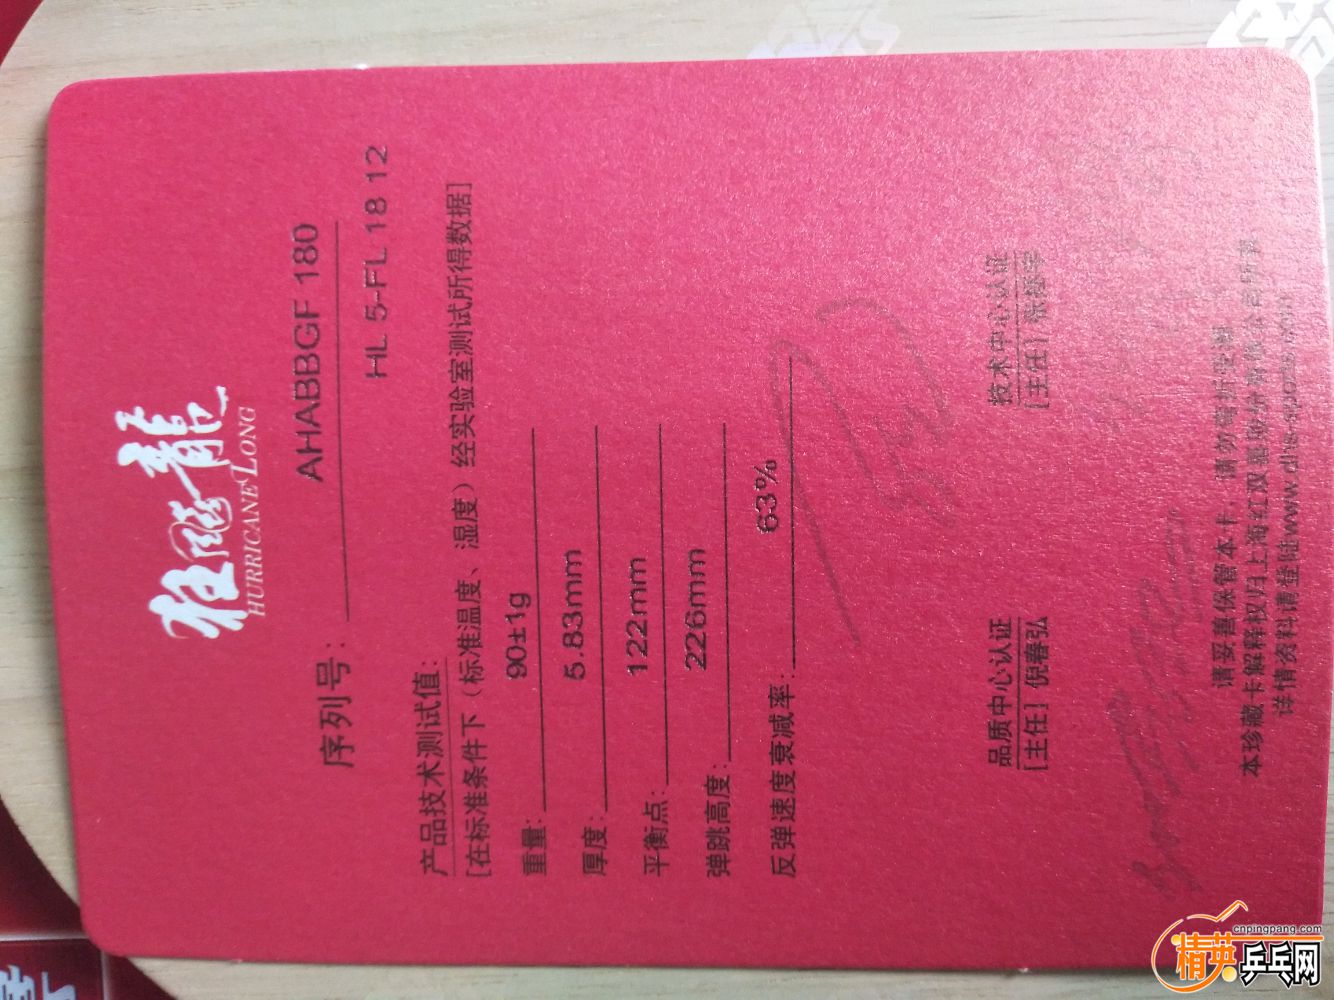 狂飚龍
HURRICANE LONG
序列号: AHABBGF 180
HL 5-FL 18 12
产品技术测试值:
[在标准条件下（标准温度、湿度）经实验室测试所得数据]
重量: 90±1g
厚度: 5.83mm
平衡点: 122mm
弹跳高度: 226mm
反弹速度衰减率: 63%
品质中心认证 技术中心认证
[主任] 倪春弘 [主任]
请妥善保管本卡，请勿弯折受潮
本珍藏卡解释权归上海红双喜股份有限公司所有
详情资料请登陆www.dhs-sports.com
cnpingpang.com
精英乒乓网